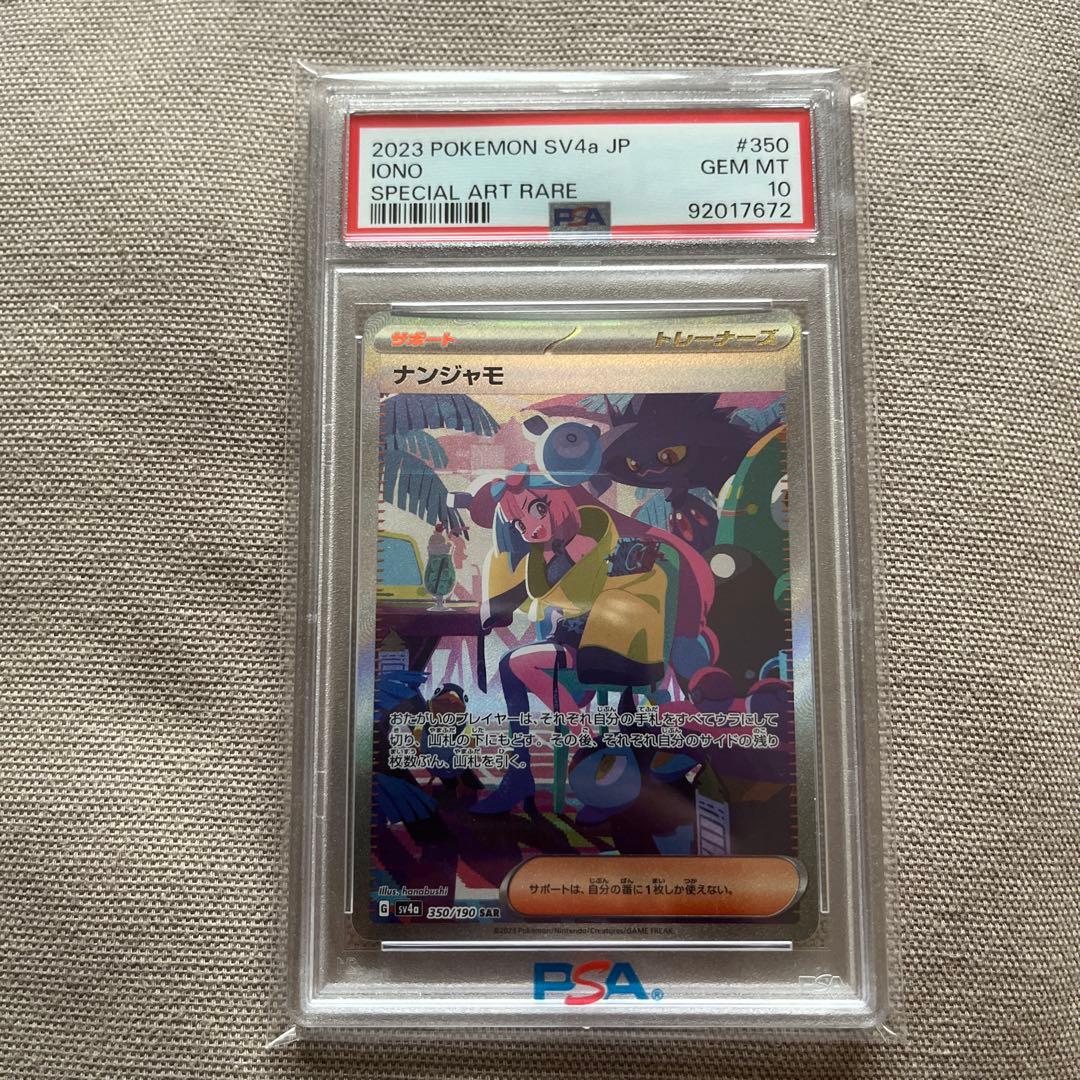 2023 POKEMON SV4a JP #350
IONO GEM MT
SPECIAL ART RARE 10
PSA 92017672
サポート トレーナーズ
ナンジャモ
おたがいのプレイヤーは、それぞれ自分の手札をすべてウラにして
切り、山札の下にもどす。その後、それぞれ自分のサイドの残り
枚数ぶん、山札を引く。
サポートは、自分の番に1枚しか使えない。
Illus. hanabushi
G sv4a 350/190 SAR
©2023 Pokémon/Nintendo/Creatures/GAME FREAK
PSA®
PSA